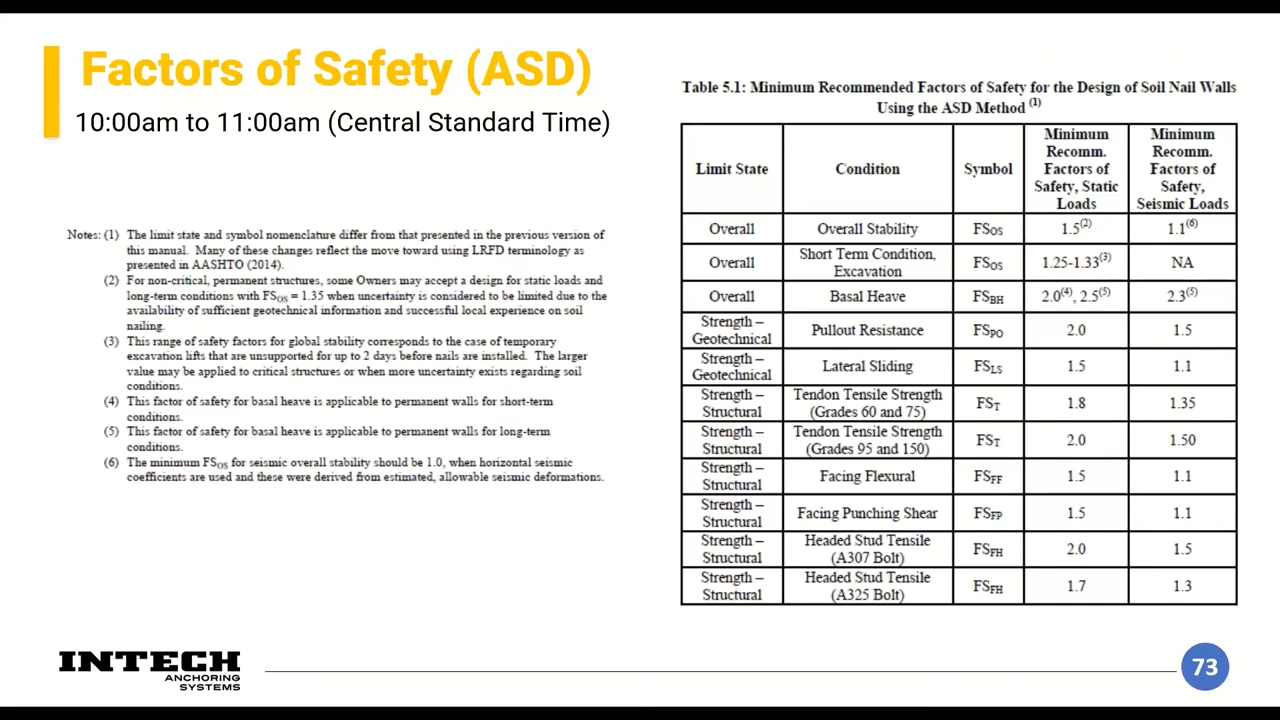 Factors of Safety (ASD)
10:00am to 11:00am (Central Standard Time)
Notes: (1) The limit state and symbol nomenclature differ from that presented in the previous version of
this manual. Many of these changes reflect the move toward using LRFD terminology as
presented in AASHTO (2014).
(2) For non-critical, permanent structures, some Owners may accept a design for static loads and
long-term conditions with FSOS = 1.35 when uncertainty is considered to be limited due to the
availability of sufficient geotechnical information and successful local experience on soil
nailing.
(3) This range of safety factors for global stability corresponds to the case of temporary
excavation lifts that are unsupported for up to 2 days before nails are installed. The larger
value may be applied to critical structures or when more uncertainty exists regarding soil
conditions.
(4) This factor of safety for basal heave is applicable to permanent walls for short-term
conditions.
(5) This factor of safety for basal heave is applicable to permanent walls for long-term
conditions.
(6) The minimum FSOS for seismic overall stability should be 1.0, when horizontal seismic
coefficients are used and these were derived from estimated, allowable seismic deformations.
Table 5.1: Minimum Recommended Factors of Safety for the Design of Soil Nail Walls
Using the ASD Method (1)
Limit State Condition Symbol Minimum Recomm. Factors of Safety, Static Loads Minimum Recomm. Factors of Safety, Seismic Loads
Overall Overall Stability FSOS 1.5(2) 1.1(6)
Overall Short Term Condition, Excavation FSOS 1.25-1.33(3) NA
Overall Basal Heave FSBH 2.0(4), 2.5(5) 2.3(5)
Strength – Geotechnical Pullout Resistance FSPO 2.0 1.5
Strength – Geotechnical Lateral Sliding FSLS 1.5 1.1
Strength – Structural Tendon Tensile Strength (Grades 60 and 75) FST 1.8 1.35
Strength – Structural Tendon Tensile Strength (Grades 95 and 150) FST 2.0 1.50
Strength – Structural Facing Flexural FSFF 1.5 1.1
Strength – Structural Facing Punching Shear FSFP 1.5 1.1
Strength – Structural Headed Stud Tensile (A307 Bolt) FSFH 2.0 1.5
Strength – Structural Headed Stud Tensile (A325 Bolt) FSFH 1.7 1.3
INTECH
ANCHORING
SYSTEMS
73